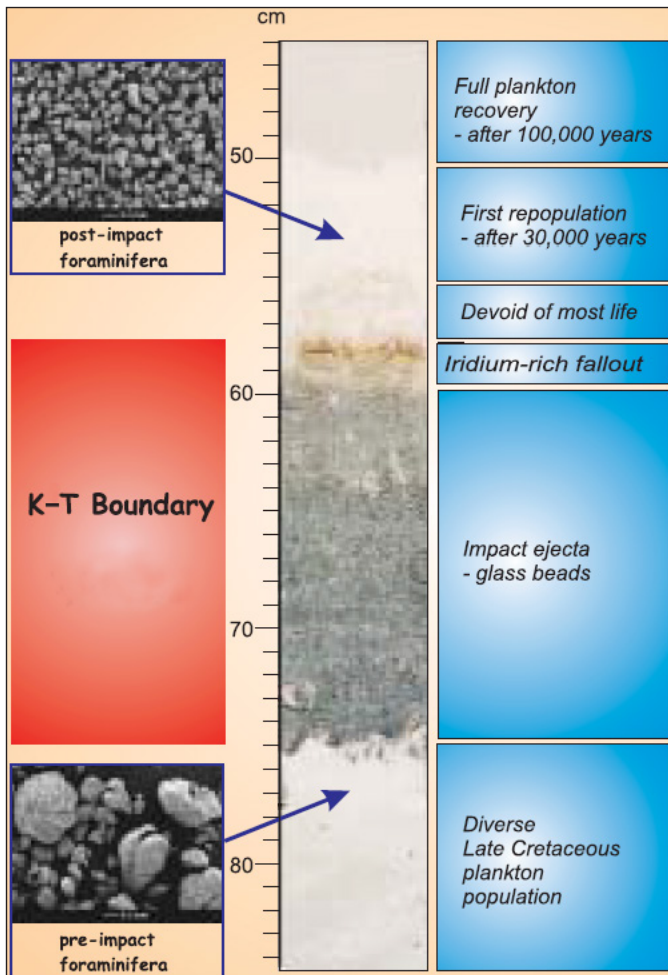 cm
50
60
70
80
post-impact
foraminifera
K-T Boundary
pre-impact
foraminifera
Full plankton
recovery
- after 100,000 years
First repopulation
- after 30,000 years
Devoid of most life
Iridium-rich fallout
Impact ejecta
- glass beads
Diverse
Late Cretaceous
plankton
population